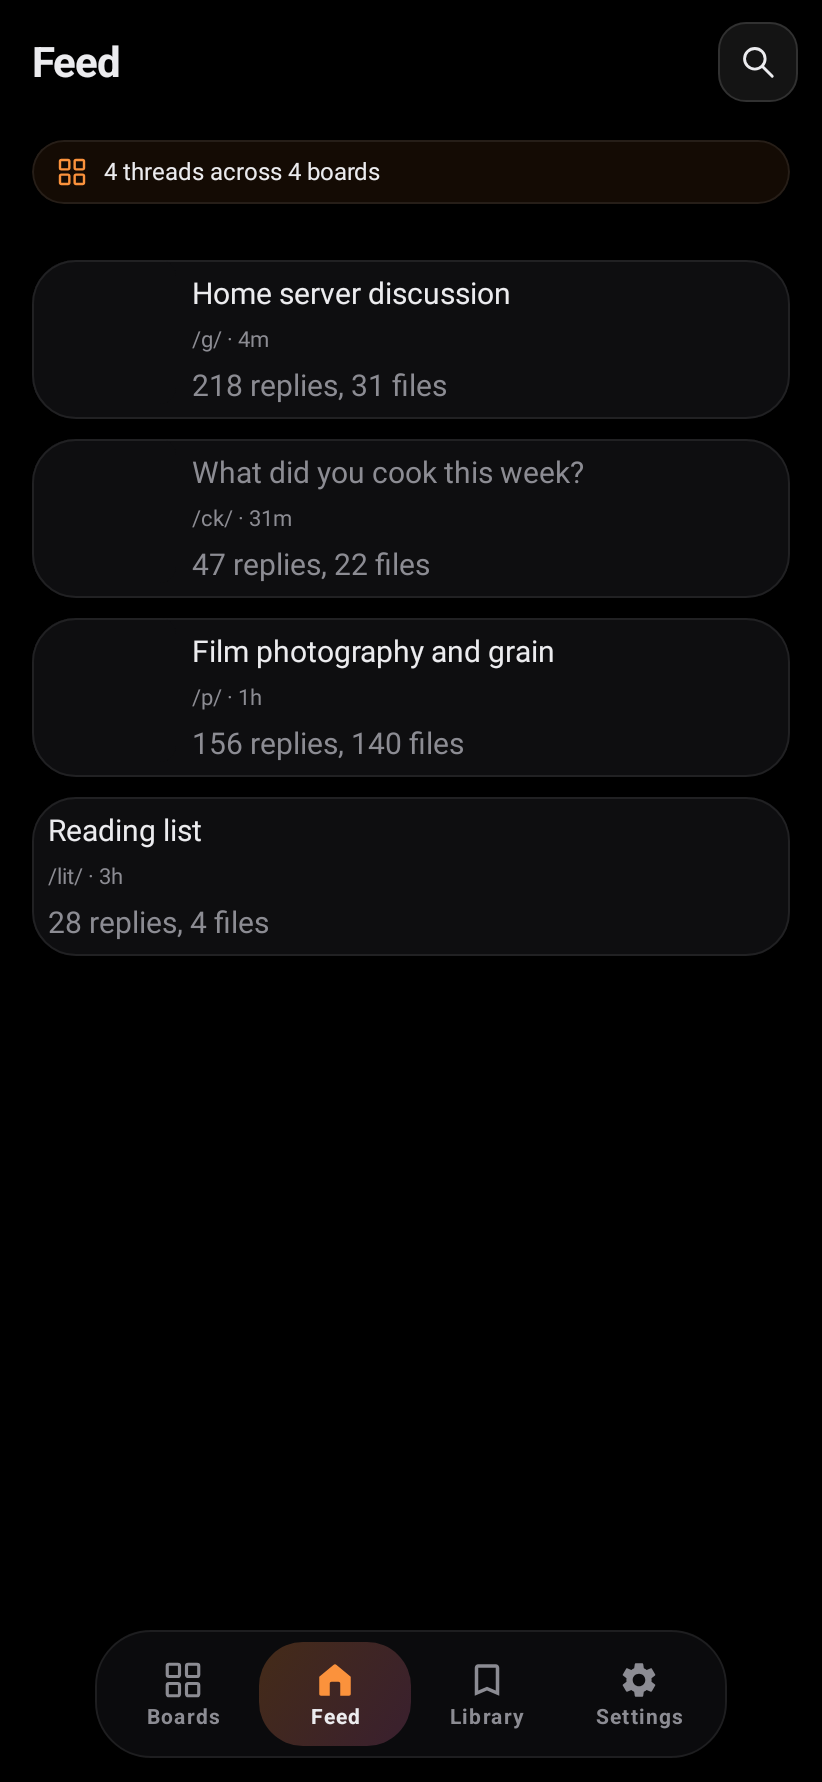 Feed
4 threads across 4 boards
Home server discussion
/g/ · 4m
218 replies, 31 files
What did you cook this week?
/ck/ · 31m
47 replies, 22 files
Film photography and grain
/p/ · 1h
156 replies, 140 files
Reading list
/lit/ · 3h
28 replies, 4 files
Boards
Feed
Library
Settings